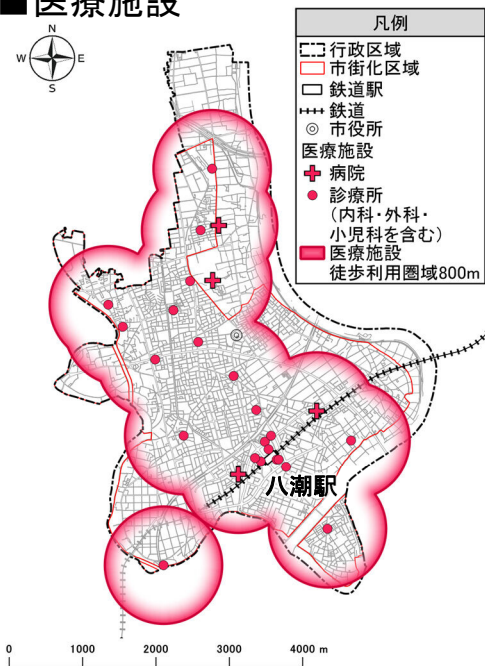 ■医療施設
N
W E
S
凡例
行政区域
市街化区域
鉄道駅
鉄道
市役所
医療施設
病院
診療所
（内科・外科・
小児科を含む）
医療施設
徒歩利用圏域800m
八潮駅
0 1000 2000 3000 4000 m